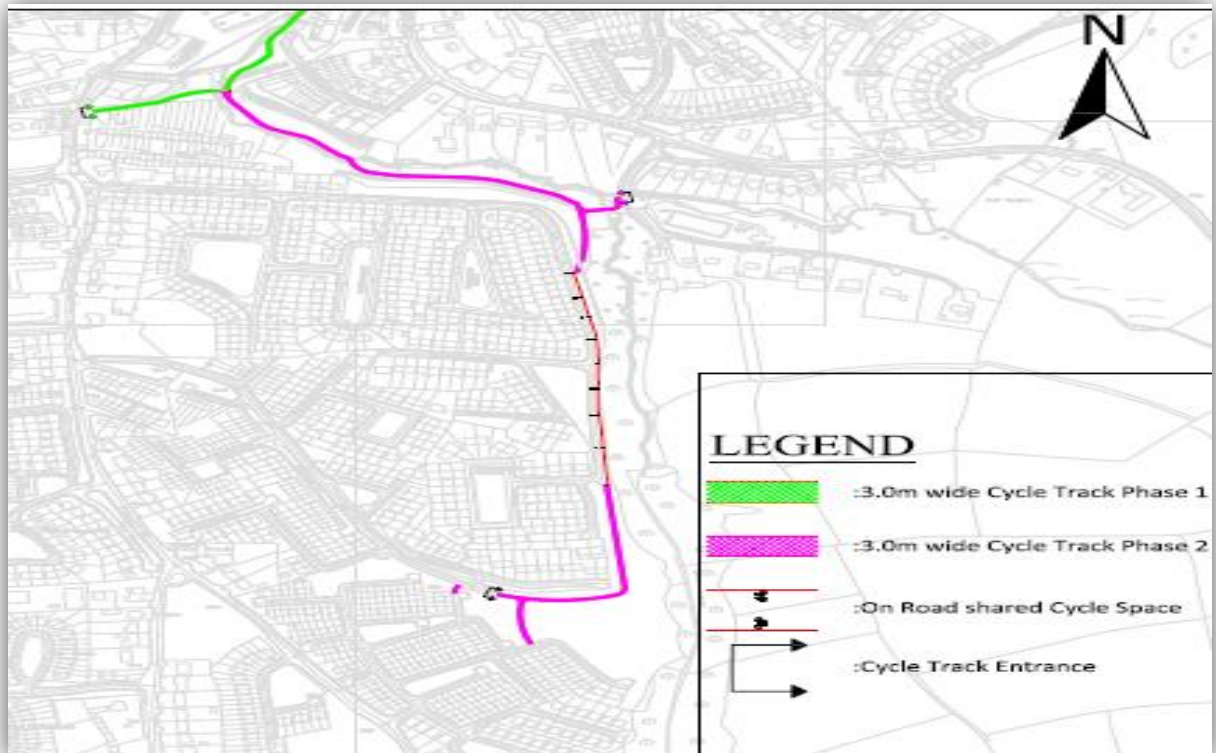 N
LEGEND
:3.0m wide Cycle Track Phase 1
:3.0m wide Cycle Track Phase 2
:On Road shared Cycle Space
:Cycle Track Entrance